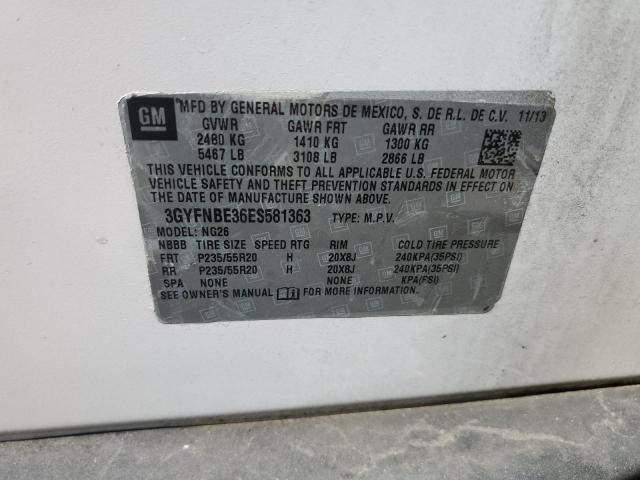 GM
MFD BY GENERAL MOTORS DE MEXICO, S. DE R.L. DE C.V. 11/13
GVWR GAWR FRT GAWR RR
2480 KG 1410 KG 1300 KG
5467 LB 3108 LB 2866 LB
THIS VEHICLE CONFORMS TO ALL APPLICABLE U.S. FEDERAL MOTOR
VEHICLE SAFETY AND THEFT PREVENTION STANDARDS IN EFFECT ON
THE DATE OF MANUFACTURE SHOWN ABOVE.
3GYFNBE36ES581363 TYPE: M.P.V.
MODEL: NG26
NBBB TIRE SIZE SPEED RTG RIM COLD TIRE PRESSURE
FRT P235/55R20 H 20X8J 240KPA(35PSI)
RR P235/55R20 H 20X8J 240KPA(35PSI)
SPA NONE NONE KPA(PSI)
SEE OWNER'S MANUAL FOR MORE INFORMATION.